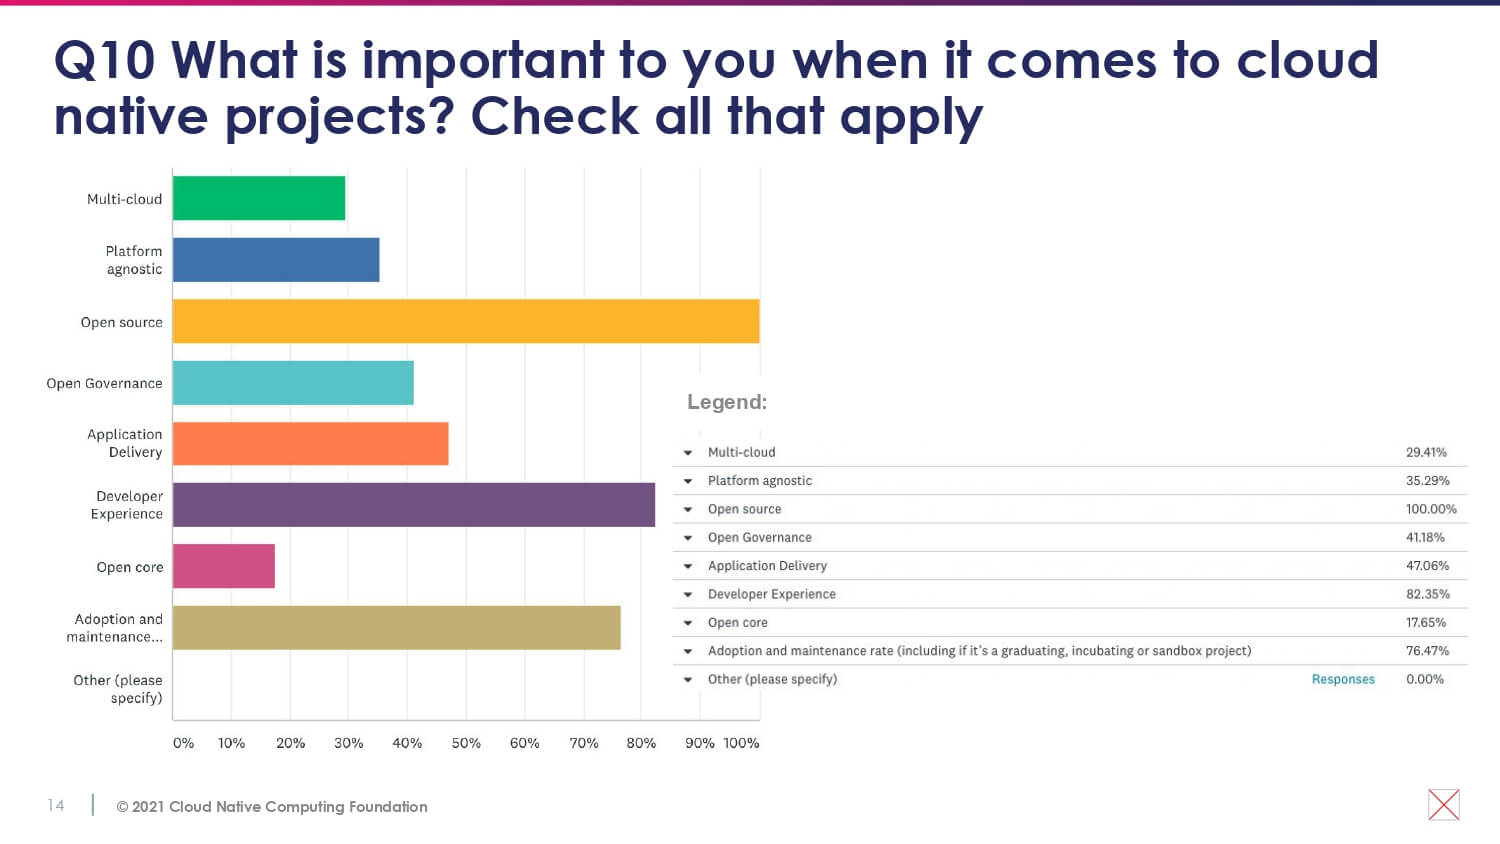 Q10 What is important to you when it comes to cloud
native projects? Check all that apply
Multi-cloud
Platform
agnostic
Open source
Open Governance
Application
Delivery
Developer
Experience
Open core
Adoption and
maintenance...
Other (please
specify)
0% 10% 20% 30% 40% 50% 60% 70% 80% 90% 100%
Legend:
Multi-cloud 29.41%
Platform agnostic 35.29%
Open source 100.00%
Open Governance 41.18%
Application Delivery 47.06%
Developer Experience 82.35%
Open core 17.65%
Adoption and maintenance rate (including if it's a graduating, incubating or sandbox project) 76.47%
Other (please specify) Responses 0.00%
14 © 2021 Cloud Native Computing Foundation